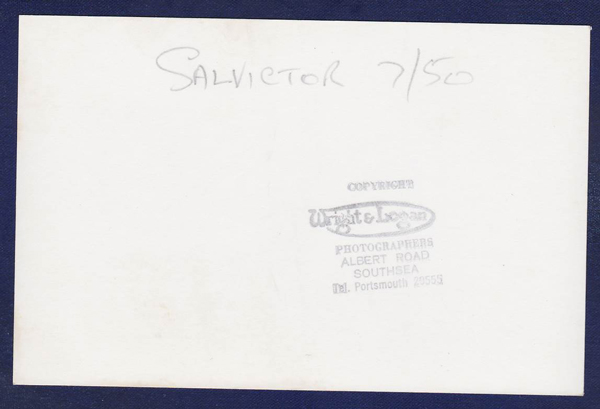 SALVICTOR 7/50
COPYRIGHT
Wright & Logan
PHOTOGRAPHERS
ALBERT ROAD
SOUTHSEA
Tel. Portsmouth